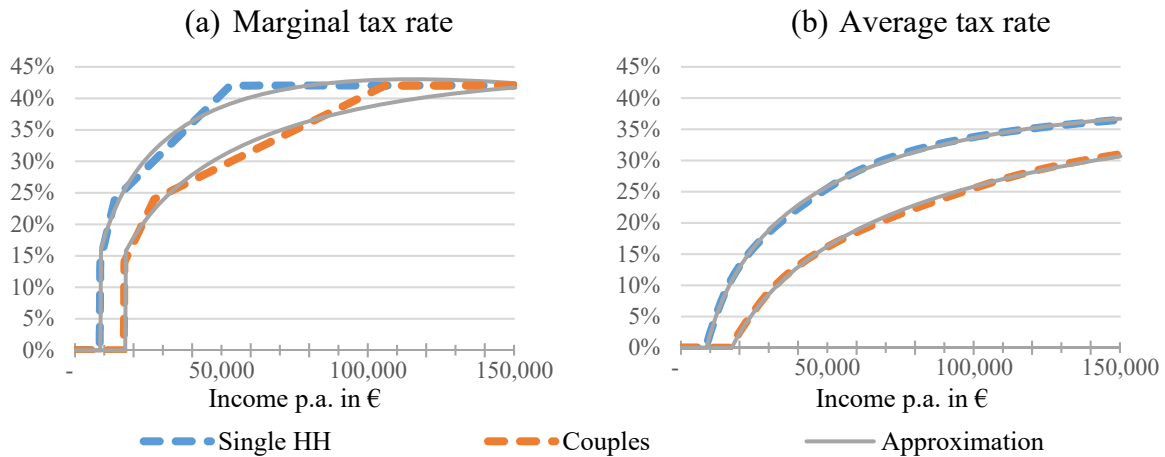 (a) Marginal tax rate
45%
40%
35%
30%
25%
20%
15%
10%
5%
0%
- 50,000 100,000 150,000
Income p.a. in €
(b) Average tax rate
45%
40%
35%
30%
25%
20%
15%
10%
5%
0%
- 50,000 100,000 150,000
Income p.a. in €
Single HH Couples Approximation